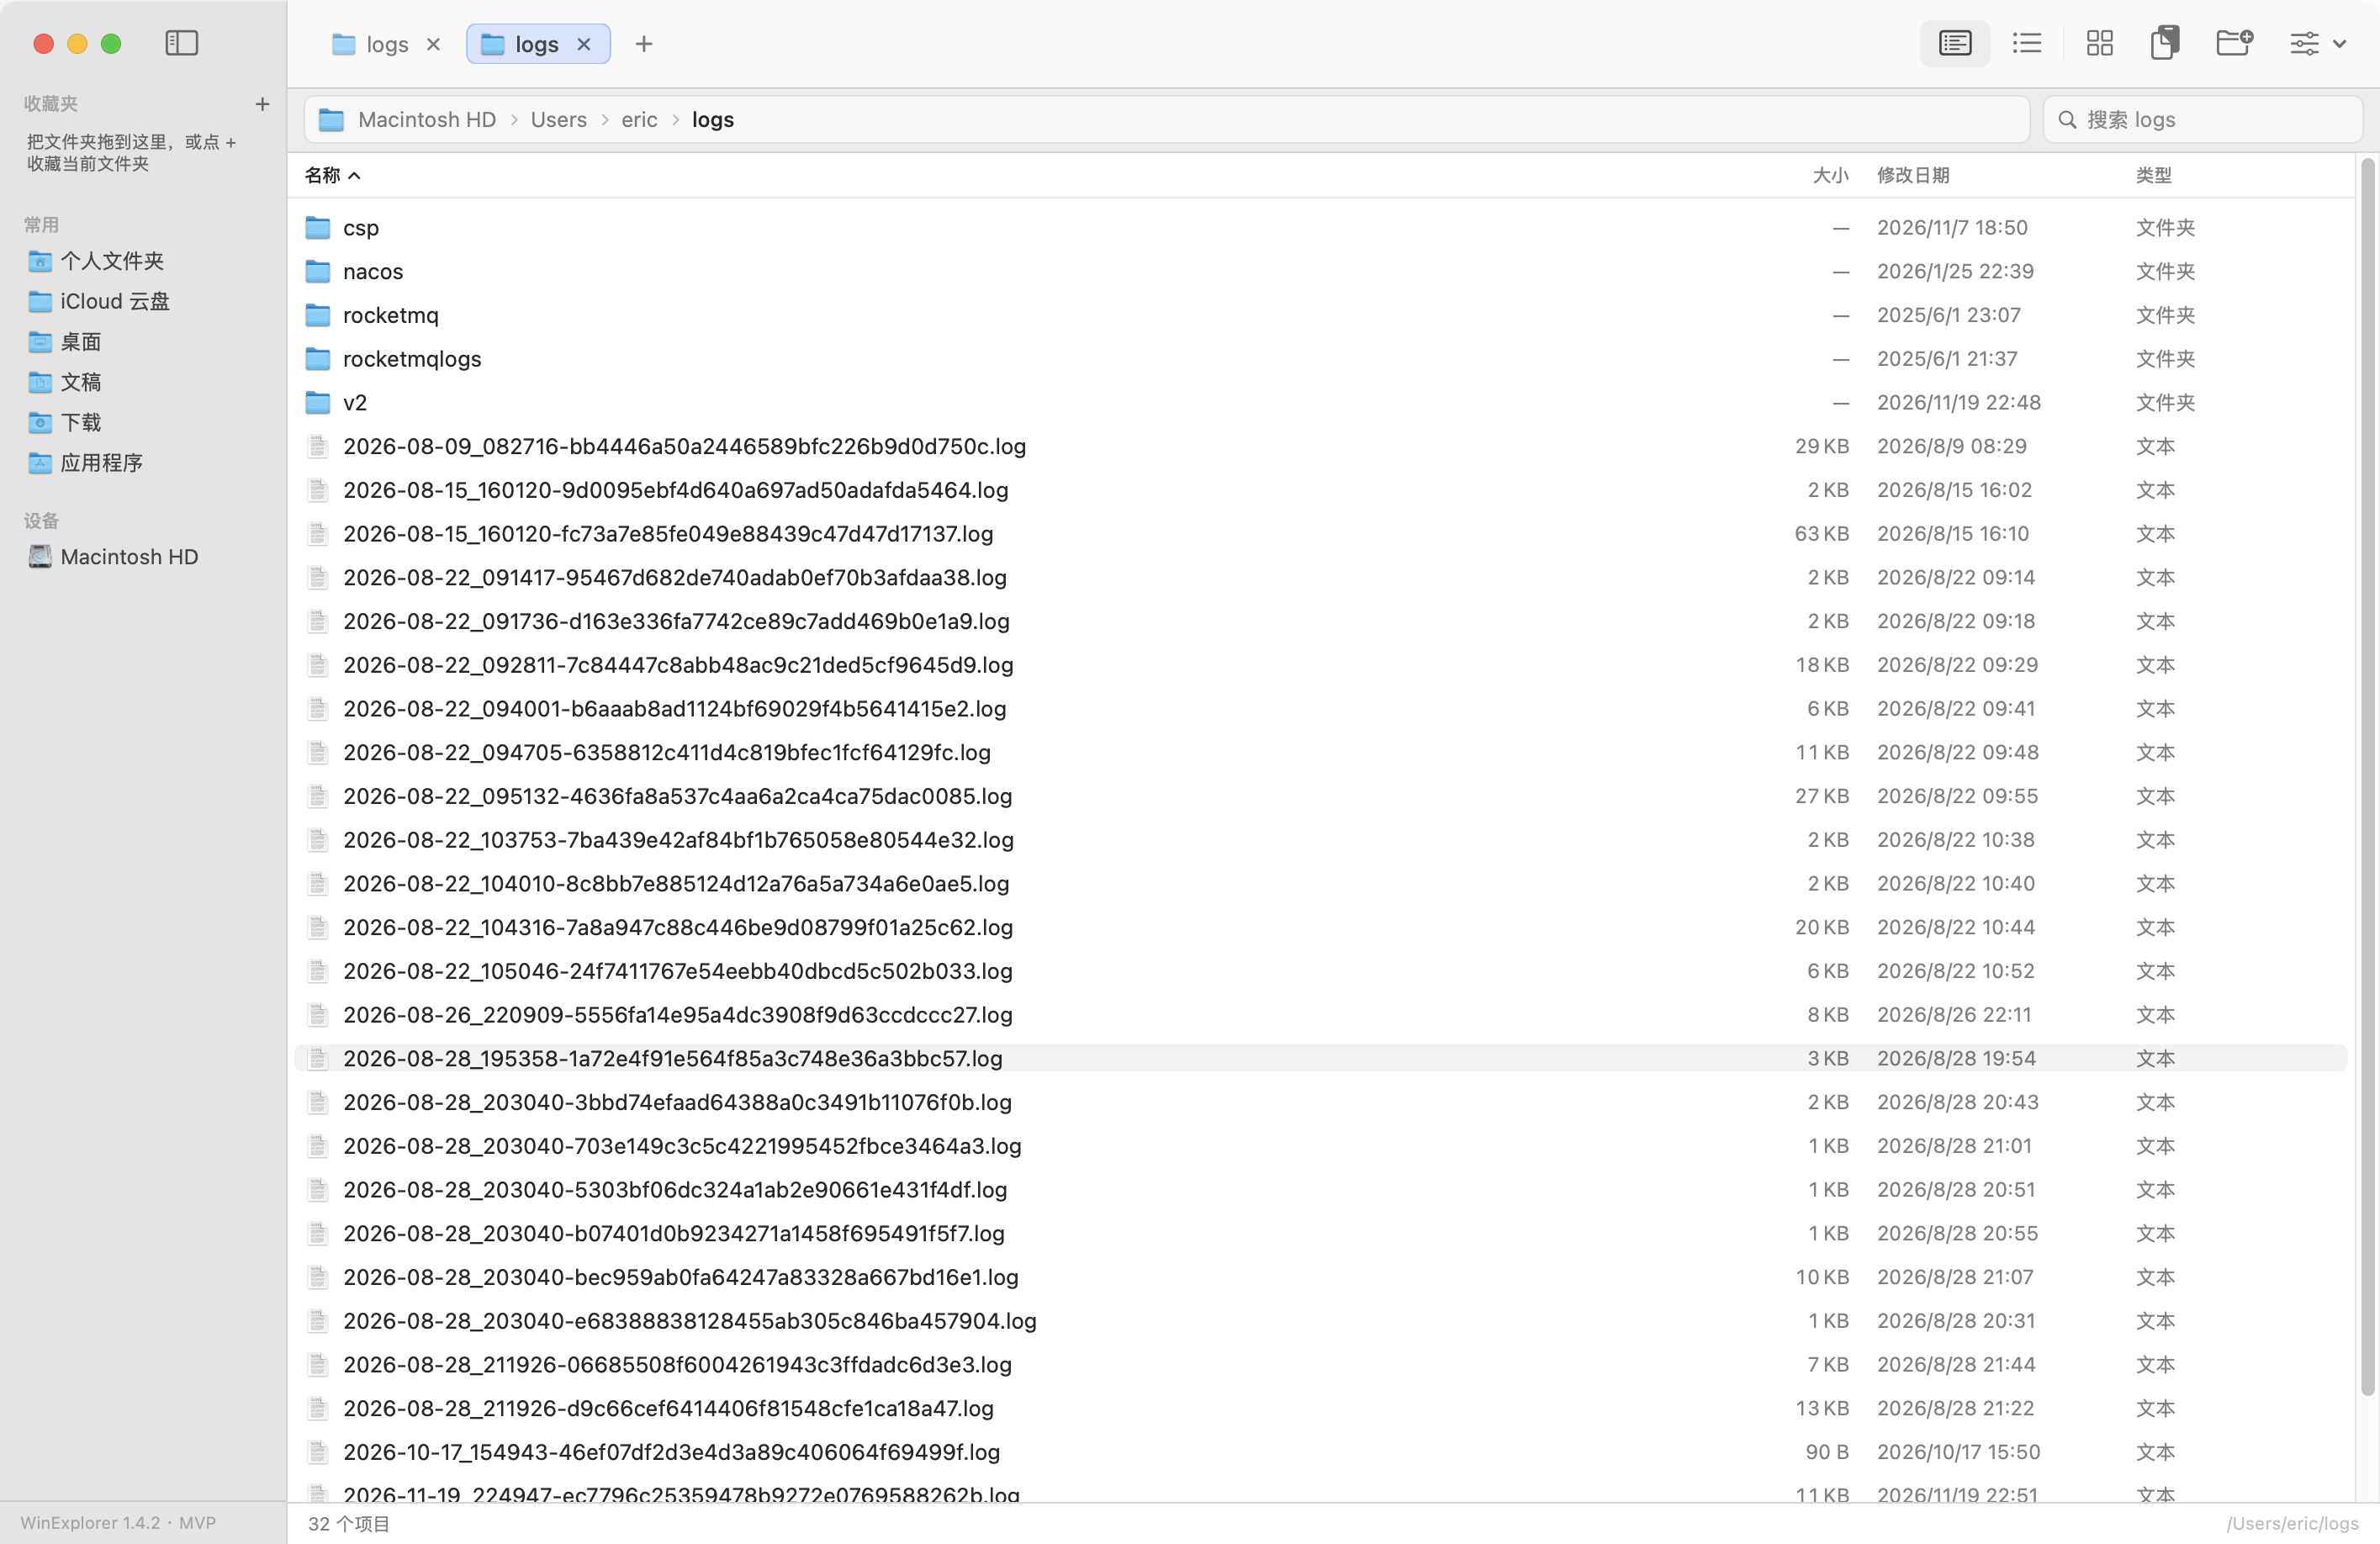 logs
logs
收藏夹
把文件夹拖到这里，或点 +
收藏当前文件夹
常用
个人文件夹
iCloud 云盘
桌面
文稿
下载
应用程序
设备
Macintosh HD
WinExplorer 1.4.2 · MVP
Macintosh HD > Users > eric > logs
搜索 logs
名称 大小 修改日期 类型
csp — 2026/11/7 18:50 文件夹
nacos — 2026/1/25 22:39 文件夹
rocketmq — 2025/6/1 23:07 文件夹
rocketmqlogs — 2025/6/1 21:37 文件夹
v2 — 2026/11/19 22:48 文件夹
2026-08-09_082716-bb4446a50a2446589bfc226b9d0d750c.log 29 KB 2026/8/9 08:29 文本
2026-08-15_160120-9d0095ebf4d640a697ad50adafda5464.log 2 KB 2026/8/15 16:02 文本
2026-08-15_160120-fc73a7e85fe049e88439c47d47d17137.log 63 KB 2026/8/15 16:10 文本
2026-08-22_091417-95467d682de740adab0ef70b3afdaa38.log 2 KB 2026/8/22 09:14 文本
2026-08-22_091736-d163e336fa7742ce89c7add469b0e1a9.log 2 KB 2026/8/22 09:18 文本
2026-08-22_092811-7c84447c8abb48ac9c21ded5cf9645d9.log 18 KB 2026/8/22 09:29 文本
2026-08-22_094001-b6aaab8ad1124bf69029f4b5641415e2.log 6 KB 2026/8/22 09:41 文本
2026-08-22_094705-6358812c411d4c819bfec1fcf64129fc.log 11 KB 2026/8/22 09:48 文本
2026-08-22_095132-4636fa8a537c4aa6a2ca4ca75dac0085.log 27 KB 2026/8/22 09:55 文本
2026-08-22_103753-7ba439e42af84bf1b765058e80544e32.log 2 KB 2026/8/22 10:38 文本
2026-08-22_104010-8c8bb7e885124d12a76a5a734a6e0ae5.log 2 KB 2026/8/22 10:40 文本
2026-08-22_104316-7a8a947c88c446be9d08799f01a25c62.log 20 KB 2026/8/22 10:44 文本
2026-08-22_105046-24f7411767e54eebb40dbcd5c502b033.log 6 KB 2026/8/22 10:52 文本
2026-08-26_220909-5556fa14e95a4dc3908f9d63ccdccc27.log 8 KB 2026/8/26 22:11 文本
2026-08-28_195358-1a72e4f91e564f85a3c748e36a3bbc57.log 3 KB 2026/8/28 19:54 文本
2026-08-28_203040-3bbd74efaad64388a0c3491b11076f0b.log 2 KB 2026/8/28 20:43 文本
2026-08-28_203040-703e149c3c5c4221995452fbce3464a3.log 1 KB 2026/8/28 21:01 文本
2026-08-28_203040-5303bf06dc324a1ab2e90661e431f4df.log 1 KB 2026/8/28 20:51 文本
2026-08-28_203040-b07401d0b9234271a1458f695491f5f7.log 1 KB 2026/8/28 20:55 文本
2026-08-28_203040-bec959ab0fa64247a83328a667bd16e1.log 10 KB 2026/8/28 21:07 文本
2026-08-28_203040-e68388838128455ab305c846ba457904.log 1 KB 2026/8/28 20:31 文本
2026-08-28_211926-06685508f6004261943c3ffdadc6d3e3.log 7 KB 2026/8/28 21:44 文本
2026-08-28_211926-d9c66cef6414406f81548cfe1ca18a47.log 13 KB 2026/8/28 21:22 文本
2026-10-17_154943-46ef07df2d3e4d3a89c406064f69499f.log 90 B 2026/10/17 15:50 文本
2026-11-19_224947-ec7796c25359478b9272e0769588262b.log 11 KB 2026/11/19 22:51 文本
32 个项目
/Users/eric/logs